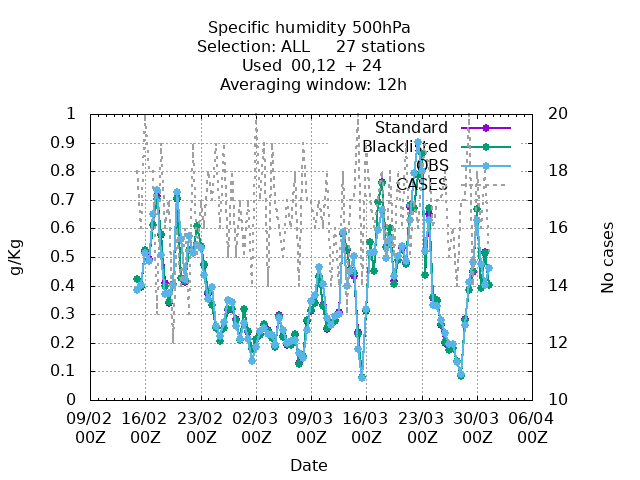 Specific humidity 500hPa
Selection: ALL 27 stations
Used 00,12 + 24
Averaging window: 12h
1 20
Standard
0.9 Blacklisted
0.8 OBS 18
CASES
0.7
0.6 16
0.5
g/Kg
No cases
0.4 14
0.3
0.2 12
0.1
0 10
09/02 16/02 23/02 02/03 09/03 16/03 23/03 30/03 06/04
00Z 00Z 00Z 00Z 00Z 00Z 00Z 00Z 00Z
Date